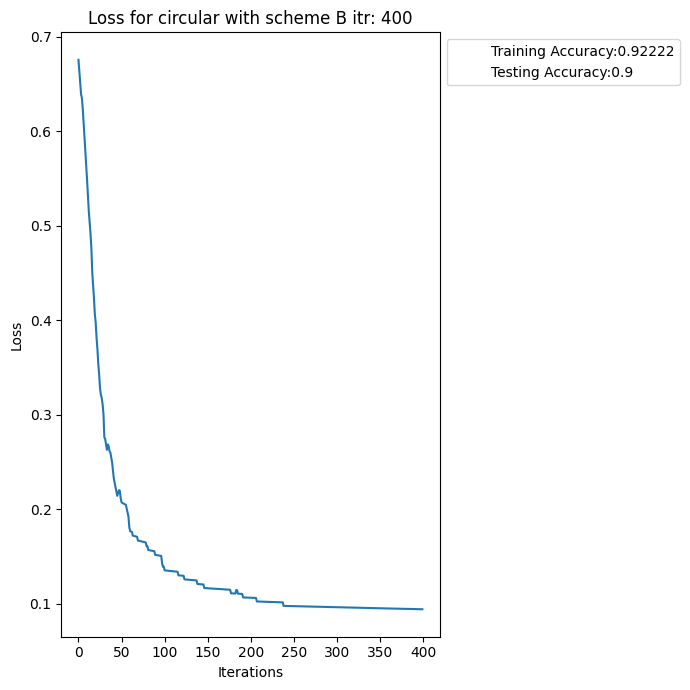 Loss for circular with scheme B itr: 400
Training Accuracy:0.92222
Testing Accuracy:0.9
0.7
0.6
0.5
0.4
0.3
0.2
0.1
Loss
0 50 100 150 200 250 300 350 400
Iterations